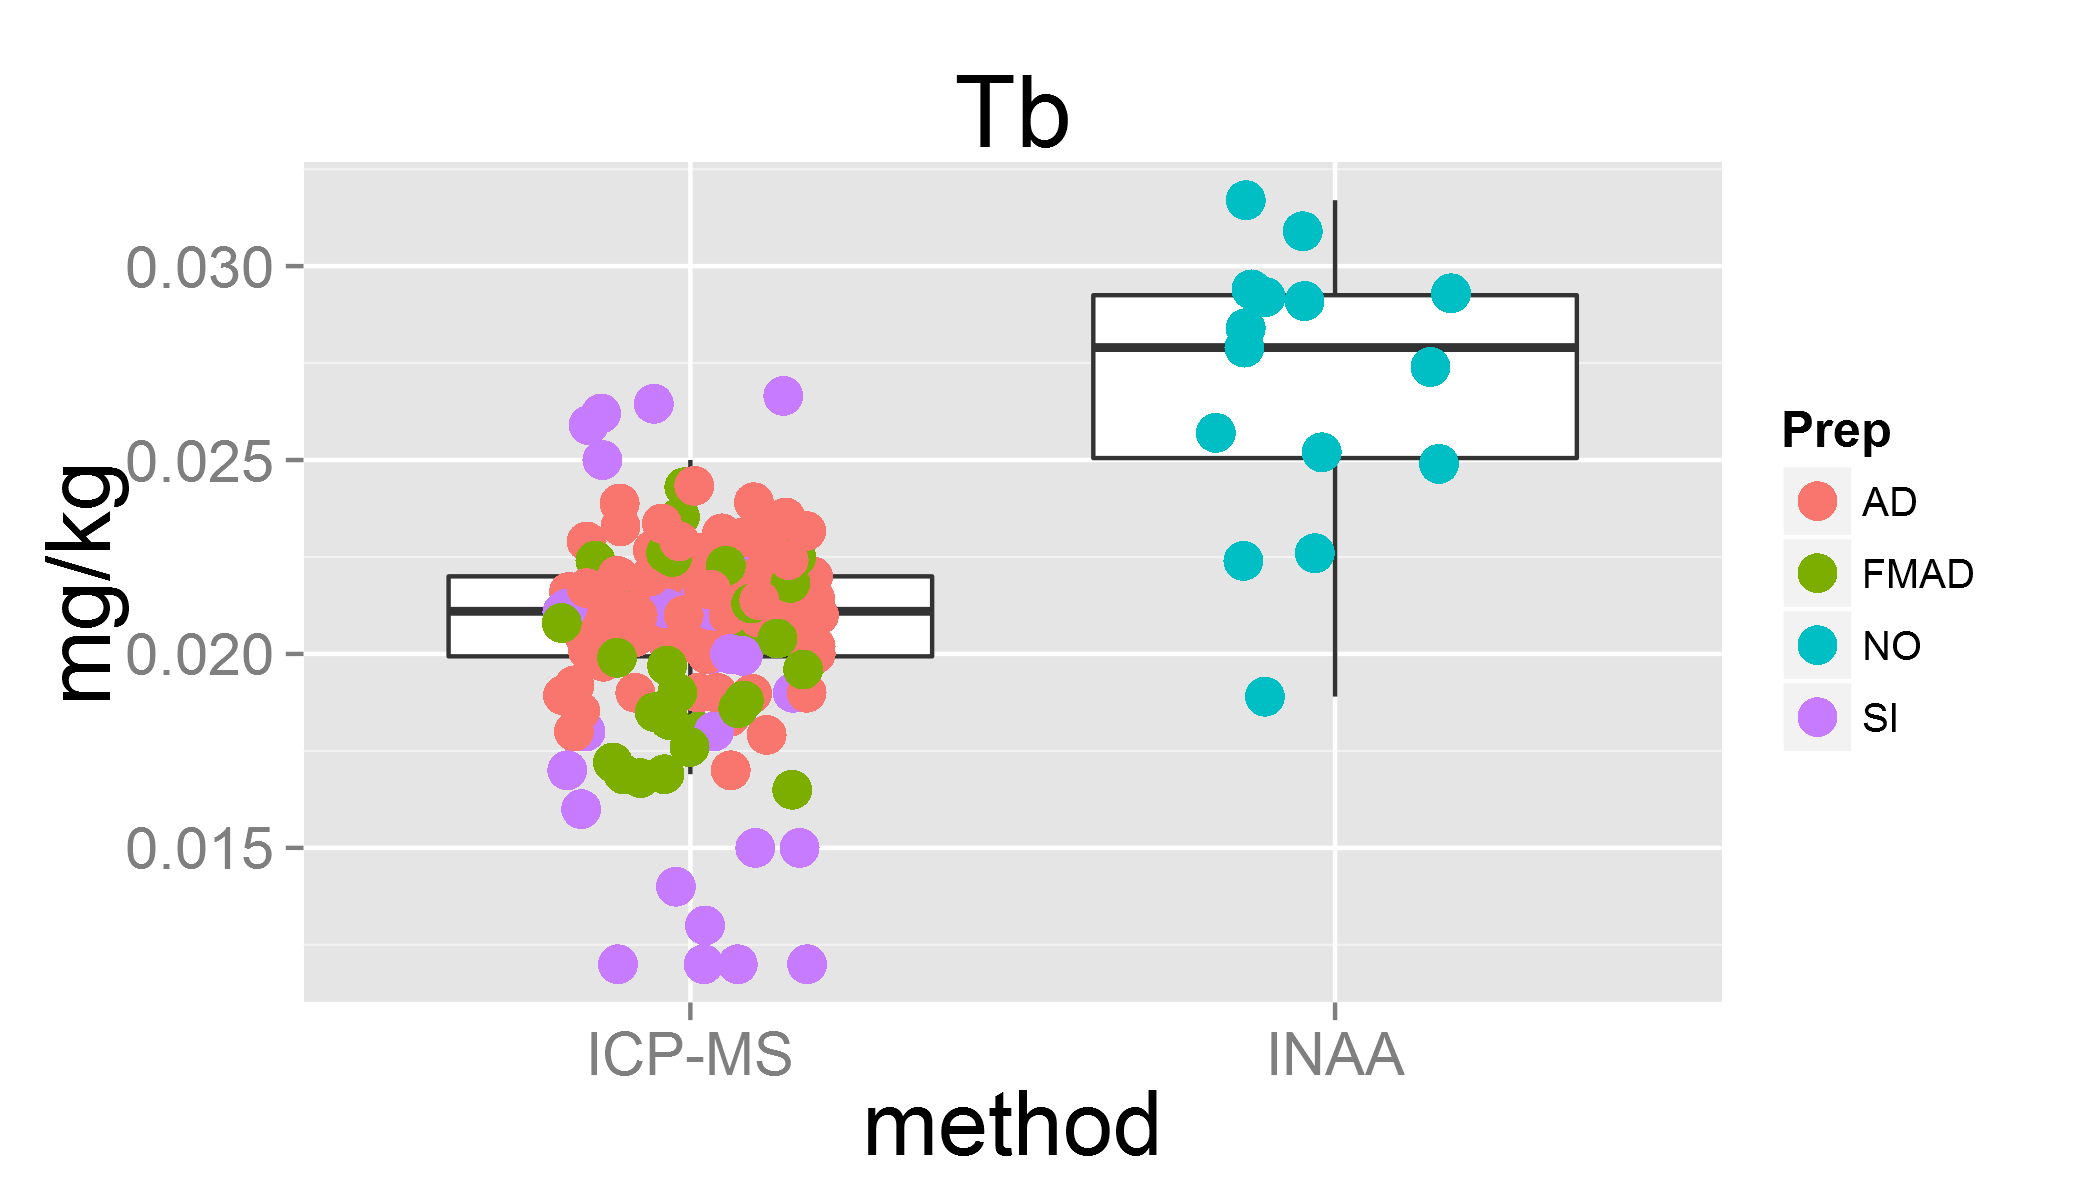 Tb
mg/kg
0.030
0.025
0.020
0.015
ICP-MS
INAA
method
Prep
AD
FMAD
NO
SI